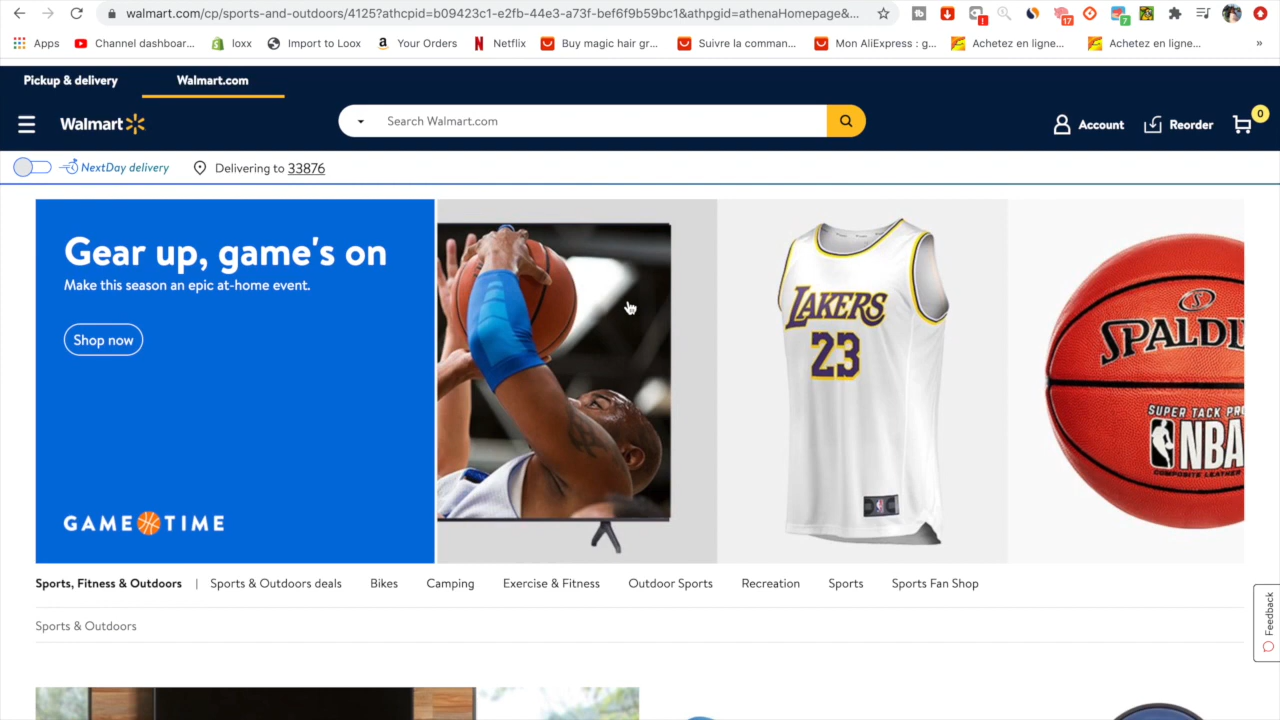 walmart.com/cp/sports-and-outdoors/4125?athcpid=b09423c1-e2fb-44e3-a73f-bef6f9b59bc1&athpgid=athenaHomepage&...
17
7
Apps
Channel dashboar...
loxx
Import to Loox
Your Orders
Netflix
Buy magic hair gr...
Suivre la comman...
Mon AliExpress : g...
Achetez en ligne...
Achetez en ligne...
»
Pickup & delivery
Walmart.com
Walmart
Search Walmart.com
Account
Reorder
0
NextDay delivery
Delivering to 33876
Gear up, game's on
Make this season an epic at-home event.
Shop now
GAME TIME
LAKERS
23
SPALDI
SUPER TACK PR
NBA
COMPOSITE LEATHER
Sports, Fitness & Outdoors | Sports & Outdoors deals Bikes Camping Exercise & Fitness Outdoor Sports Recreation Sports Sports Fan Shop
Sports & Outdoors
Feedback